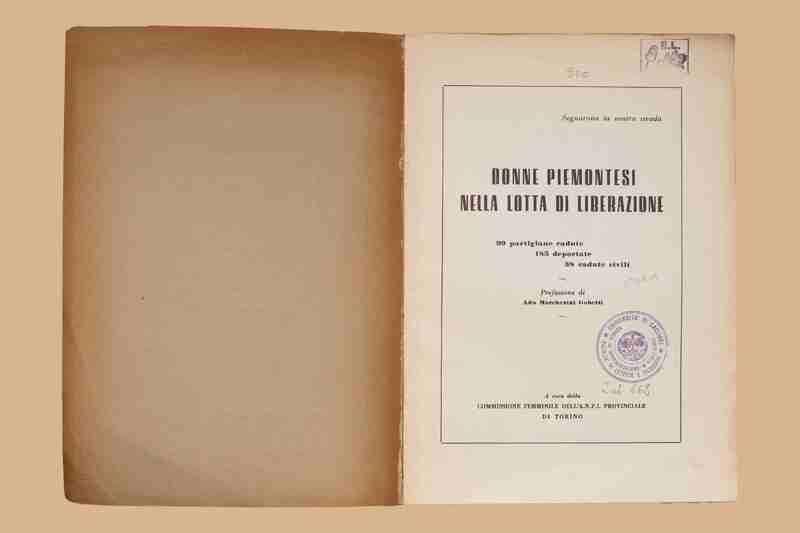 Segnarono la nostra strada
DONNE PIEMONTESI
NELLA LOTTA DI LIBERAZIONE
99 partigiane cadute
185 deportate
38 cadute civili
Prefazione di
Ada Marchesini Gobetti
A cura della
COMMISSIONE FEMMINILE DELL'A.N.P.I. PROVINCIALE
DI TORINO